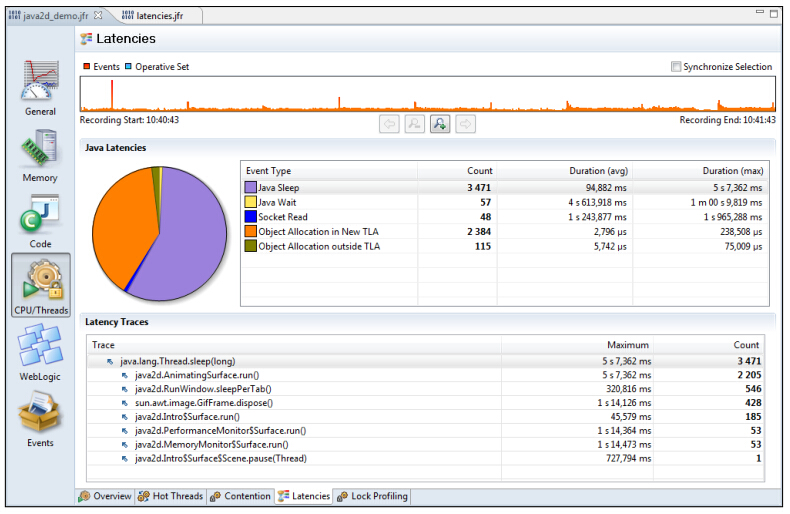 java2d_demo.jfr latencies.jfr
Latencies
Events Operative Set Synchronize Selection
Recording Start: 10:40:43 Recording End: 10:41:43
General
Memory
Code
CPU/Threads
WebLogic
Events
Java Latencies
Event Type Count Duration (avg) Duration (max)
Java Sleep 3 471 94,882 ms 5 s 7,362 ms
Java Wait 57 4 s 613,918 ms 1 m 00 s 9,819 ms
Socket Read 48 1 s 243,877 ms 1 s 965,288 ms
Object Allocation in New TLA 2 384 2,796 µs 238,508 µs
Object Allocation outside TLA 115 5,742 µs 75,009 µs
Latency Traces
Trace Maximum Count
java.lang.Thread.sleep(long) 5 s 7,362 ms 3 471
java2d.AnimatingSurface.run() 5 s 7,362 ms 2 205
java2d.RunWindow.sleepPerTab() 320,816 ms 546
sun.awt.image.GifFrame.dispose() 1 s 14,126 ms 428
java2d.Intro$Surface.run() 45,579 ms 185
java2d.PerformanceMonitor$Surface.run() 1 s 14,364 ms 53
java2d.MemoryMonitor$Surface.run() 1 s 14,473 ms 53
java2d.Intro$Surface$Scene.pause(Thread) 727,794 ms 1
Overview Hot Threads Contention Latencies Lock Profiling